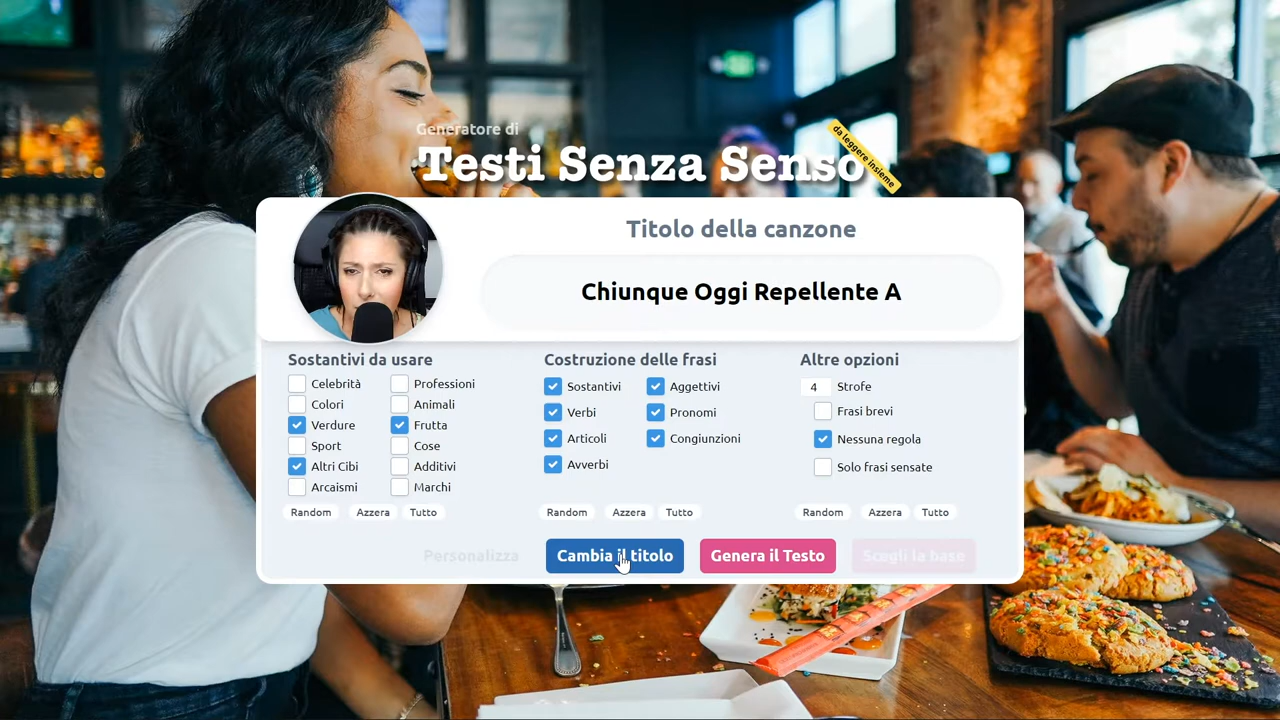 Generatore di
Testi Senza Senso
da leggere insieme
Titolo della canzone
Chiunque Oggi Repellente A
Sostantivi da usare
Celebrità
Professioni
Colori
Animali
Verdure
Frutta
Sport
Cose
Altri Cibi
Additivi
Arcaismi
Marchi
Random Azzera Tutto
Costruzione delle frasi
Sostantivi
Aggettivi
Verbi
Pronomi
Articoli
Congiunzioni
Avverbi
Random Azzera Tutto
Altre opzioni
4 Strofe
Frasi brevi
Nessuna regola
Solo frasi sensate
Random Azzera Tutto
Personalizza
Cambia il titolo
Genera il Testo
Scegli la base